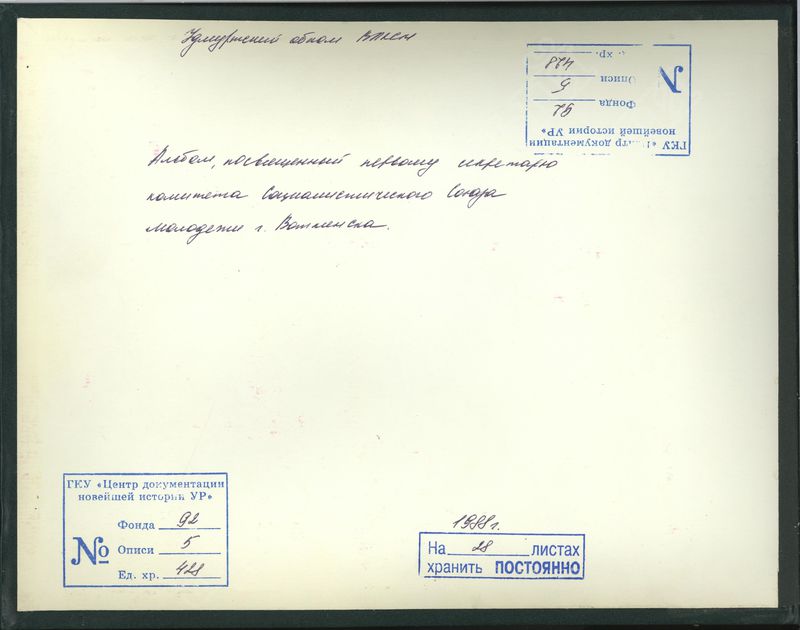 Удмуртский обком ВЛКСМ
ГКУ «Центр документации
новейшей истории УР»
Фонда 92
№ Описи 5
Ед. хр. 428
Альбом, посвященный первому секретарю
комитета Социалистического Союза
Молодежи г. Воткинска.
ГКУ «Центр документации
новейшей истории УР»
Фонда 92
№ Описи 5
Ед. хр. 428
1988 г.
На 28 листах
хранить ПОСТОЯННО